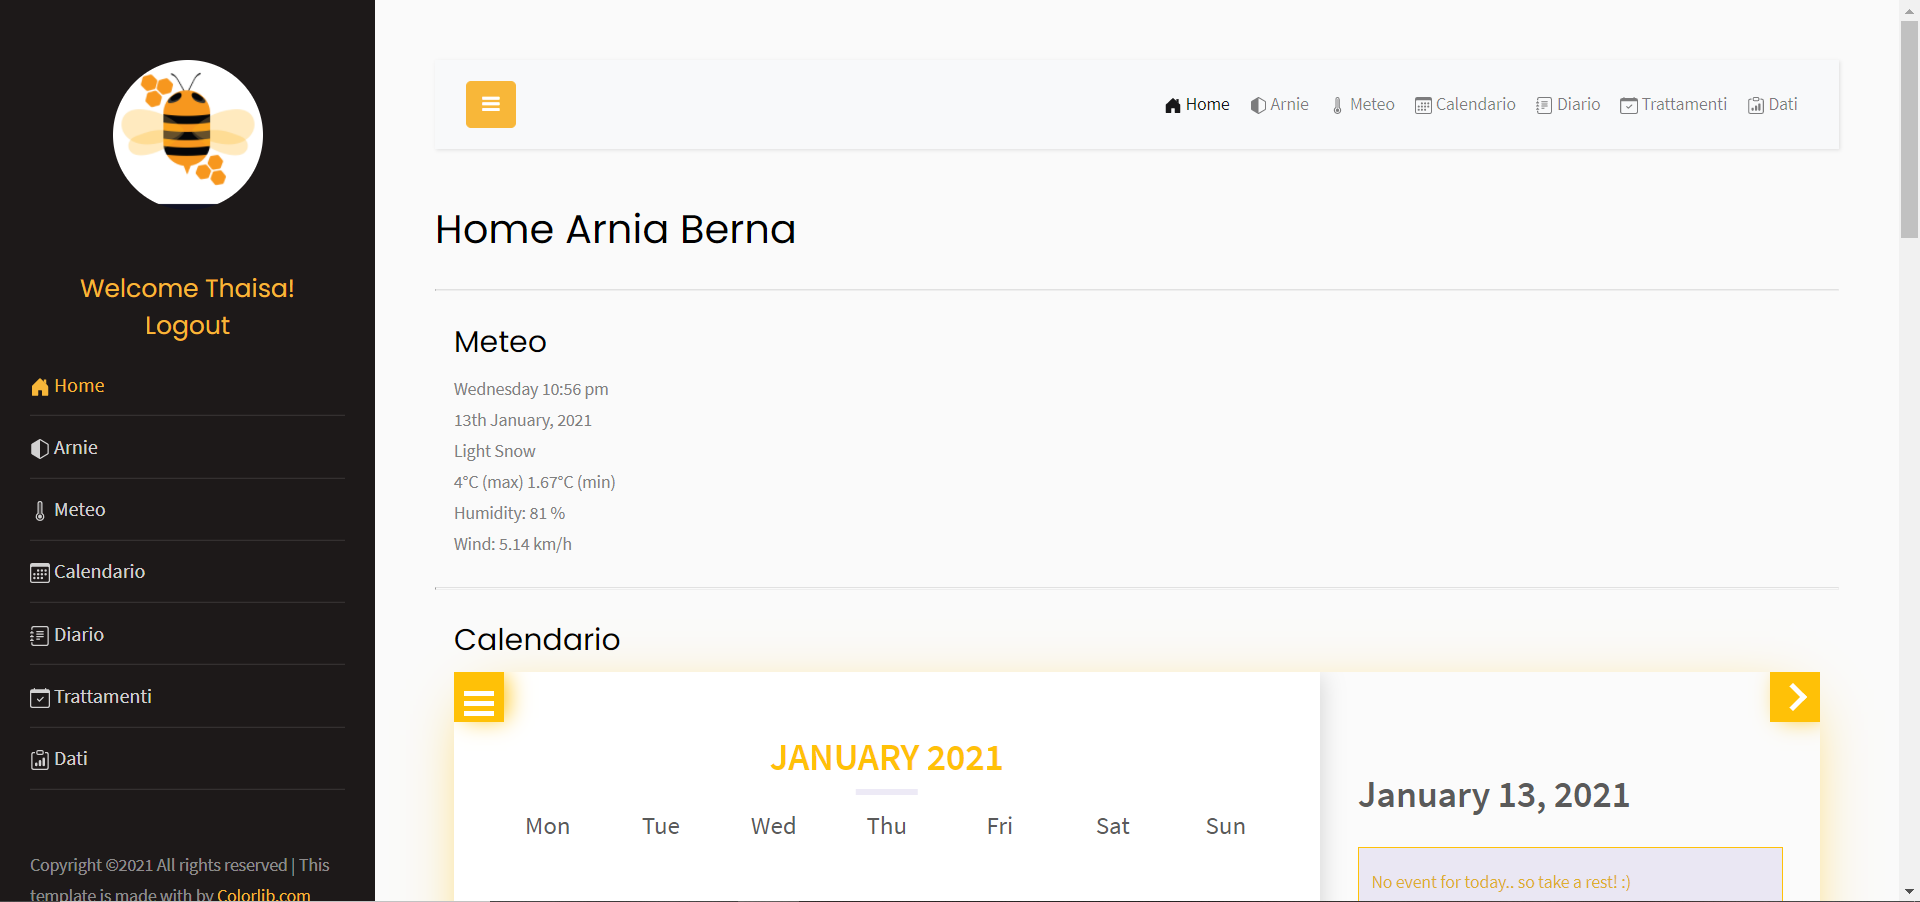 Welcome Thaisa!
Logout
Home
Arnie
Meteo
Calendario
Diario
Trattamenti
Dati
Copyright ©2021 All rights reserved | This
template is made with by Colorlib.com
Home Arnie Meteo Calendario Diario Trattamenti Dati
Home Arnia Berna
Meteo
Wednesday 10:56 pm
13th January, 2021
Light Snow
4°C (max) 1.67°C (min)
Humidity: 81 %
Wind: 5.14 km/h
Calendario
JANUARY 2021
Mon Tue Wed Thu Fri Sat Sun
January 13, 2021
No event for today.. so take a rest! :)